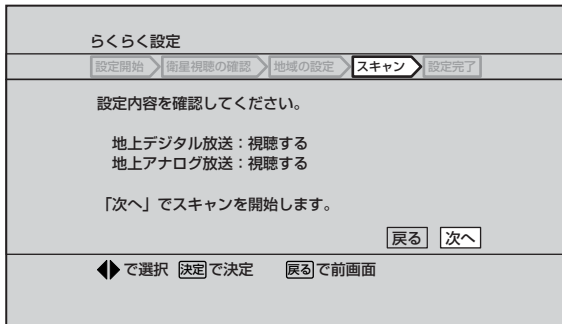 らくらく設定
設定開始 衛星視聴の確認 地域の設定 スキャン 設定完了
設定内容を確認してください。
地上デジタル放送：視聴する
地上アナログ放送：視聴する
「次へ」でスキャンを開始します。
戻る 次へ
で選択 決定で決定 戻るで前画面